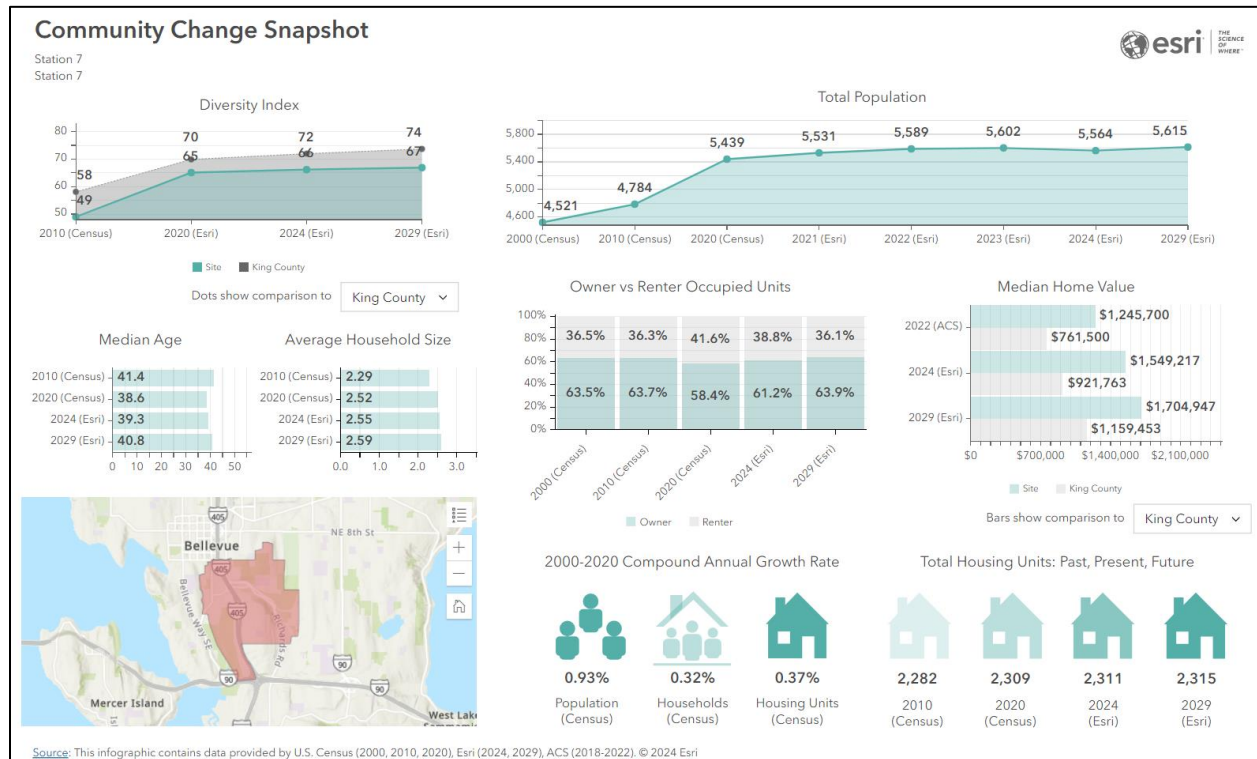 Community Change Snapshot
Station 7
Station 7
esri
THE
SCIENCE
OF
WHERE
Diversity Index
80
70
60
50
58
49
70
65
72
66
74
67
2010 (Census)
2020 (Esri)
2024 (Esri)
2029 (Esri)
Site
King County
Dots show comparison to
King County
Total Population
5,800
5,400
5,000
4,600
4,521
4,784
5,439
5,531
5,589
5,602
5,564
5,615
2000 (Census)
2010 (Census)
2020 (Census)
2021 (Esri)
2022 (Esri)
2023 (Esri)
2024 (Esri)
2029 (Esri)
Median Age
2010 (Census) 41.4
2020 (Census) 38.6
2024 (Esri) 39.3
2029 (Esri) 40.8
0 10 20 30 40 50
Average Household Size
2010 (Census) 2.29
2020 (Census) 2.52
2024 (Esri) 2.55
2029 (Esri) 2.59
0.0 1.0 2.0 3.0
Owner vs Renter Occupied Units
100%
80%
60%
40%
20%
0%
36.5% 36.3% 41.6% 38.8% 36.1%
63.5% 63.7% 58.4% 61.2% 63.9%
2000 (Census)
2010 (Census)
2020 (Census)
2024 (Esri)
2029 (Esri)
Owner
Renter
Median Home Value
2022 (ACS)
$1,245,700
$761,500
2024 (Esri)
$1,549,217
$921,763
2029 (Esri)
$1,704,947
$1,159,453
$0 $700,000 $1,400,000 $2,100,000
Site
King County
Bars show comparison to
King County
405
NE 8th St
Bellevue
405
405
Bellevue Way SE
Richards Rd
90
90
90
Mercer Island
West Lake
+
−
2000-2020 Compound Annual Growth Rate
0.93%
Population
(Census)
0.32%
Households
(Census)
0.37%
Housing Units
(Census)
Total Housing Units: Past, Present, Future
2,282
2010
(Census)
2,309
2020
(Census)
2,311
2024
(Esri)
2,315
2029
(Esri)
Source: This infographic contains data provided by U.S. Census (2000, 2010, 2020), Esri (2024, 2029), ACS (2018-2022). © 2024 Esri